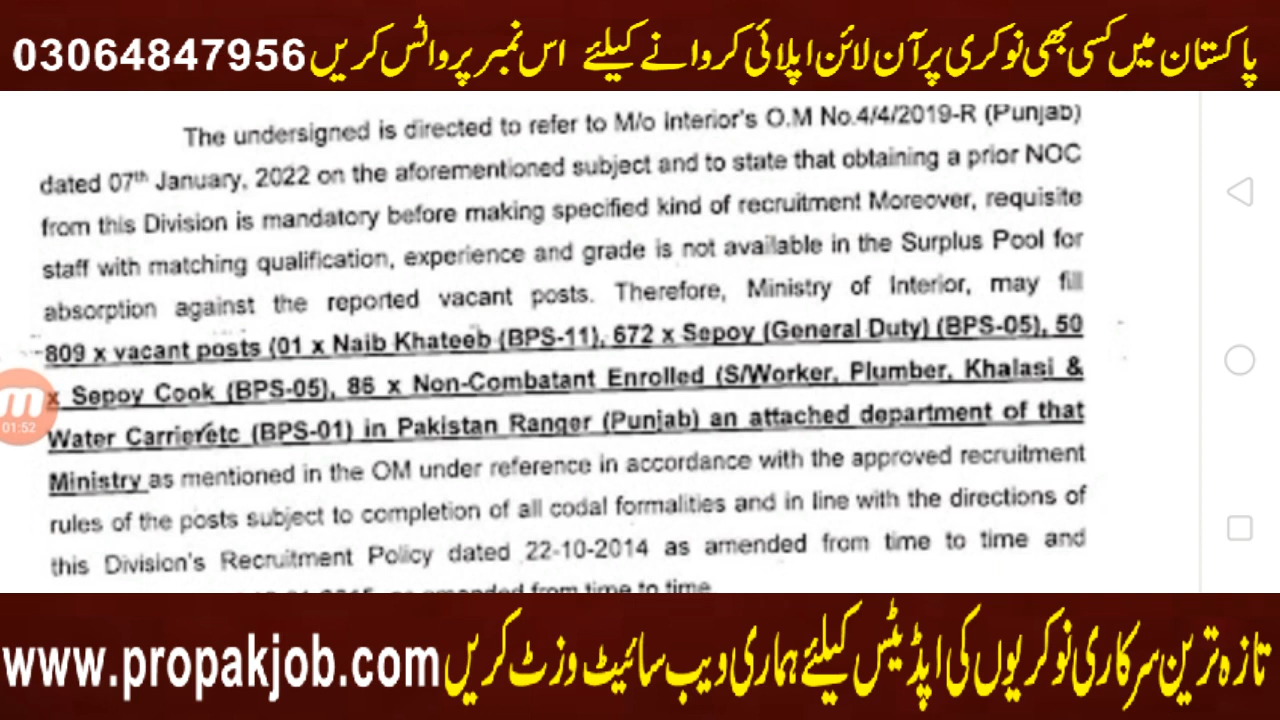 پاکستان میں کسی بھی نوکری پر آن لائن اپلائی کروانے کیلئے اس نمبر پر واٹس کریں 03064847956
The undersigned is directed to refer to M/o Interior's O.M No.4/4/2019-R (Punjab)
dated 07th January, 2022 on the aforementioned subject and to state that obtaining a prior NOC
from this Division is mandatory before making specified kind of recruitment Moreover, requisite
staff with matching qualification, experience and grade is not available in the Surplus Pool for
absorption against the reported vacant posts. Therefore, Ministry of Interior, may fill
809 x vacant posts (01 x Naib Khateeb (BPS-11), 672 x Sepoy (General Duty) (BPS-05), 50
x Sepoy Cook (BPS-05), 86 x Non-Combatant Enrolled (S/Worker, Plumber, Khalasi &
01:52
Water Carrieretc (BPS-01) in Pakistan Ranger (Punjab) an attached department of that
Ministry as mentioned in the OM under reference in accordance with the approved recruitment
rules of the posts subject to completion of all codal formalities and in line with the directions of
this Division's Recruitment Policy dated 22-10-2014 as amended from time to time and
as amended from time to time
تازہ ترین سرکاری نوکریوں کی اپڈیٹس کیلئے ہماری ویب سائیٹ وزٹ کریں www.propakjob.com